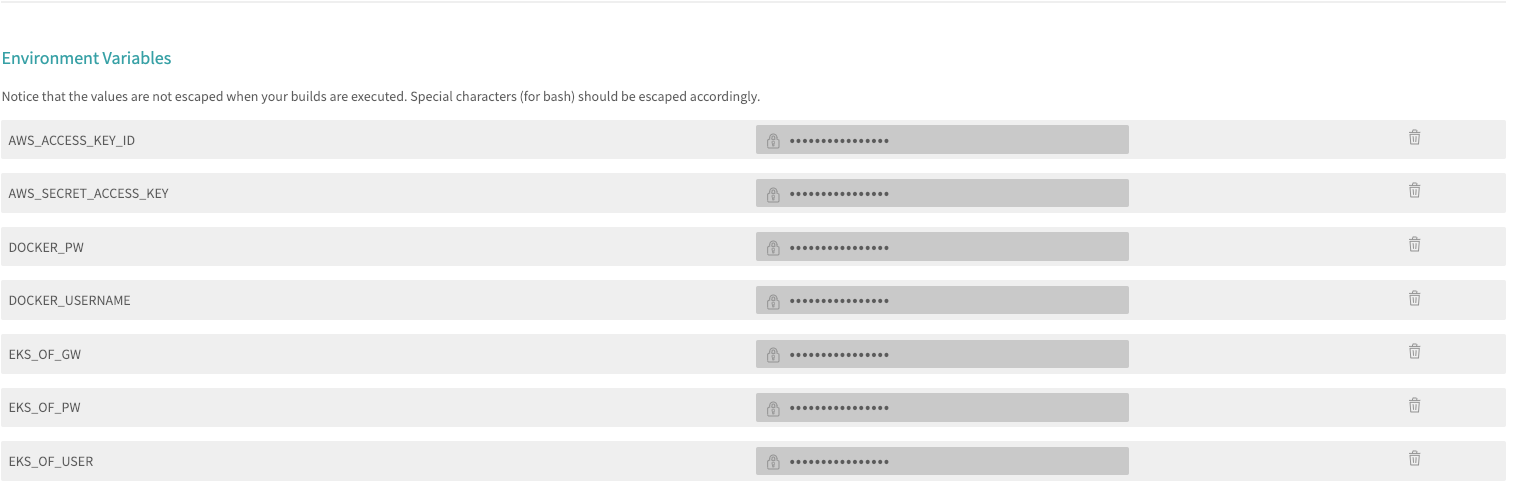 Environment Variables
Notice that the values are not escaped when your builds are executed. Special characters (for bash) should be escaped accordingly.
AWS_ACCESS_KEY_ID ••••••••••••••••
AWS_SECRET_ACCESS_KEY ••••••••••••••••
DOCKER_PW ••••••••••••••••
DOCKER_USERNAME ••••••••••••••••
EKS_OF_GW ••••••••••••••••
EKS_OF_PW ••••••••••••••••
EKS_OF_USER ••••••••••••••••